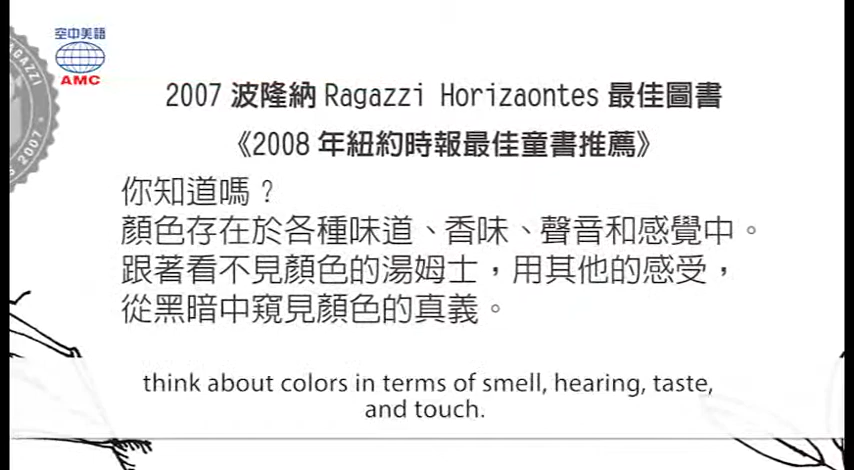 空中美語
AMC
RAGAZZI
2007
2007 波隆納 Ragazzi Horizaontes 最佳圖書
《2008 年紐約時報最佳童書推薦》
你知道嗎？
顏色存在於各種味道、香味、聲音和感覺中。
跟著看不見顏色的湯姆士，用其他的感受，
從黑暗中窺見顏色的真義。
think about colors in terms of smell, hearing, taste,
and touch.